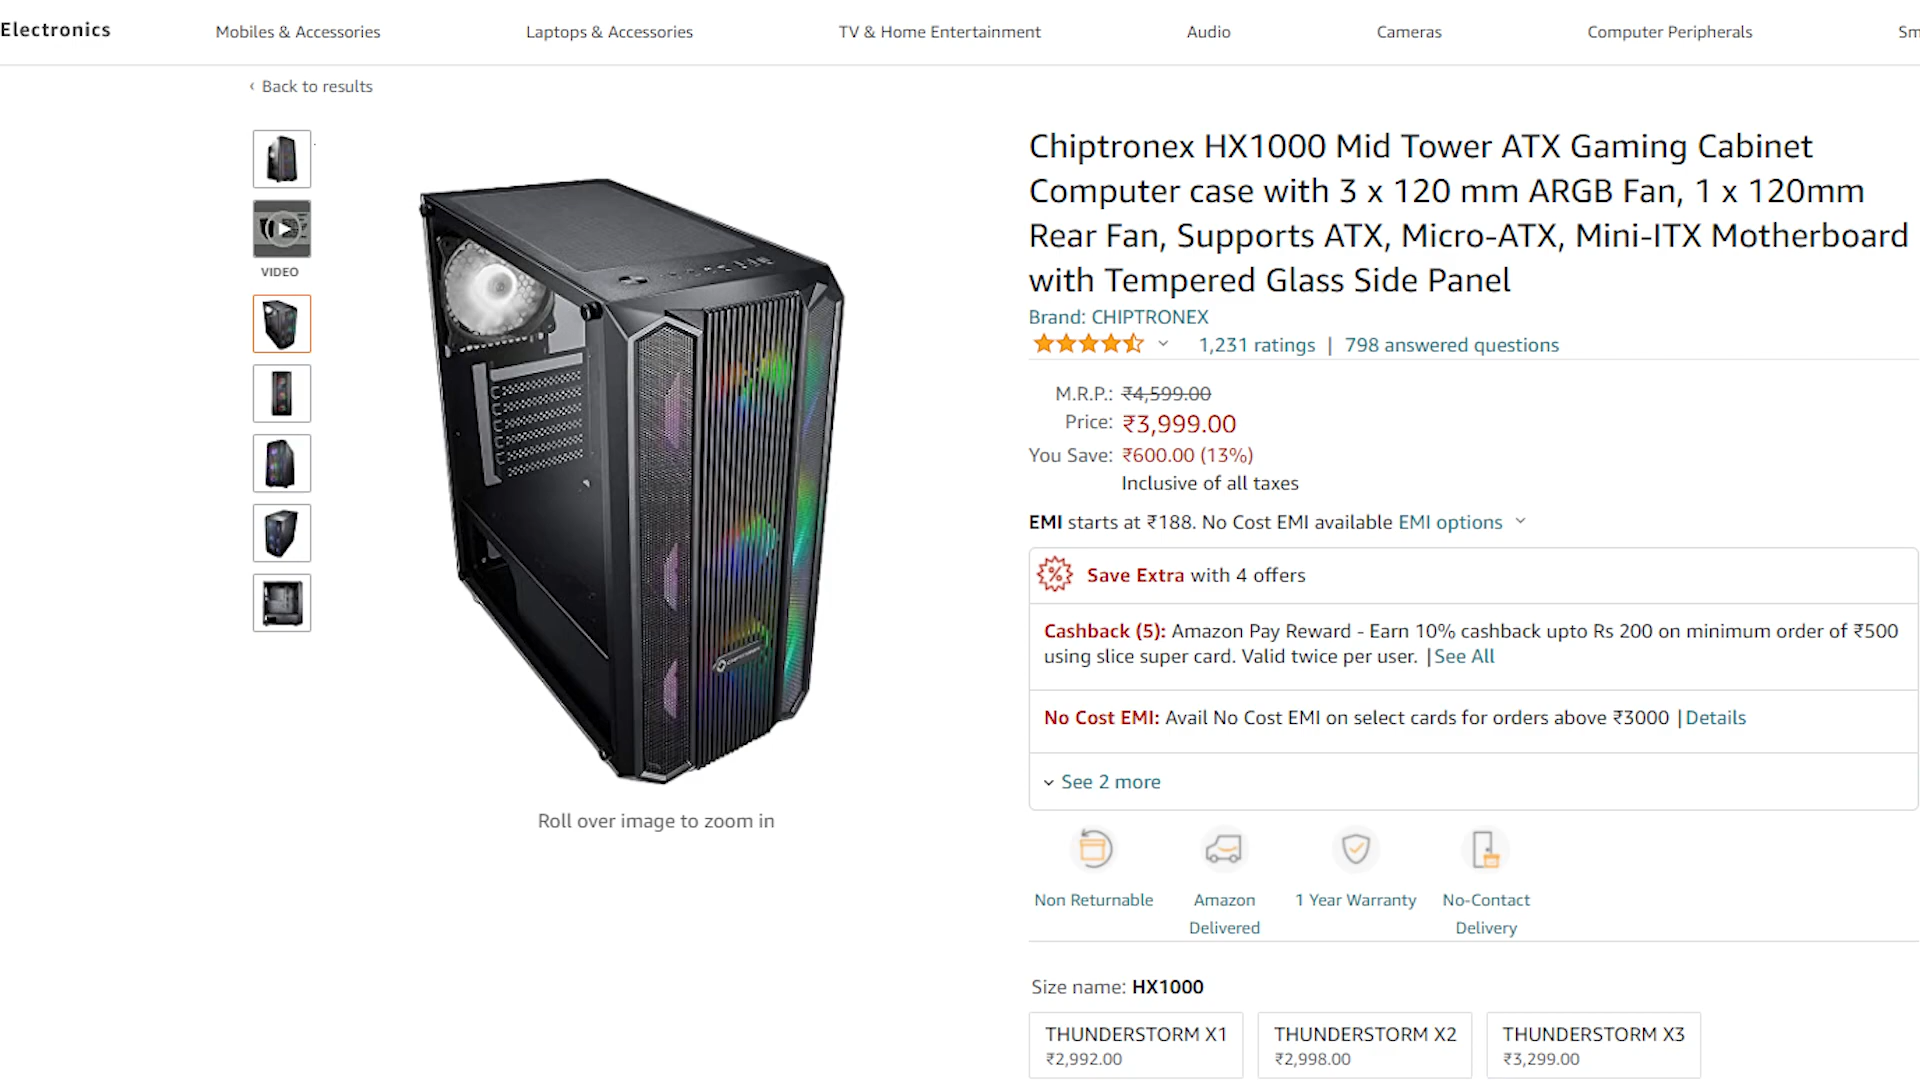 Electronics
Mobiles & Accessories
Laptops & Accessories
TV & Home Entertainment
Audio
Cameras
Computer Peripherals
Sm
‹ Back to results
VIDEO
Chiptronex HX1000 Mid Tower ATX Gaming Cabinet
Computer case with 3 x 120 mm ARGB Fan, 1 x 120mm
Rear Fan, Supports ATX, Micro-ATX, Mini-ITX Motherboard
with Tempered Glass Side Panel
Brand: CHIPTRONEX
1,231 ratings | 798 answered questions
M.R.P.: ₹4,599.00
Price: ₹3,999.00
You Save: ₹600.00 (13%)
Inclusive of all taxes
EMI starts at ₹188. No Cost EMI available EMI options
Save Extra with 4 offers
Cashback (5): Amazon Pay Reward - Earn 10% cashback upto Rs 200 on minimum order of ₹500
using slice super card. Valid twice per user. | See All
No Cost EMI: Avail No Cost EMI on select cards for orders above ₹3000 | Details
See 2 more
CHIPTRONEX
Roll over image to zoom in
Non Returnable
Amazon
Delivered
1 Year Warranty
No-Contact
Delivery
Size name: HX1000
THUNDERSTORM X1
₹2,992.00
THUNDERSTORM X2
₹2,998.00
THUNDERSTORM X3
₹3,299.00